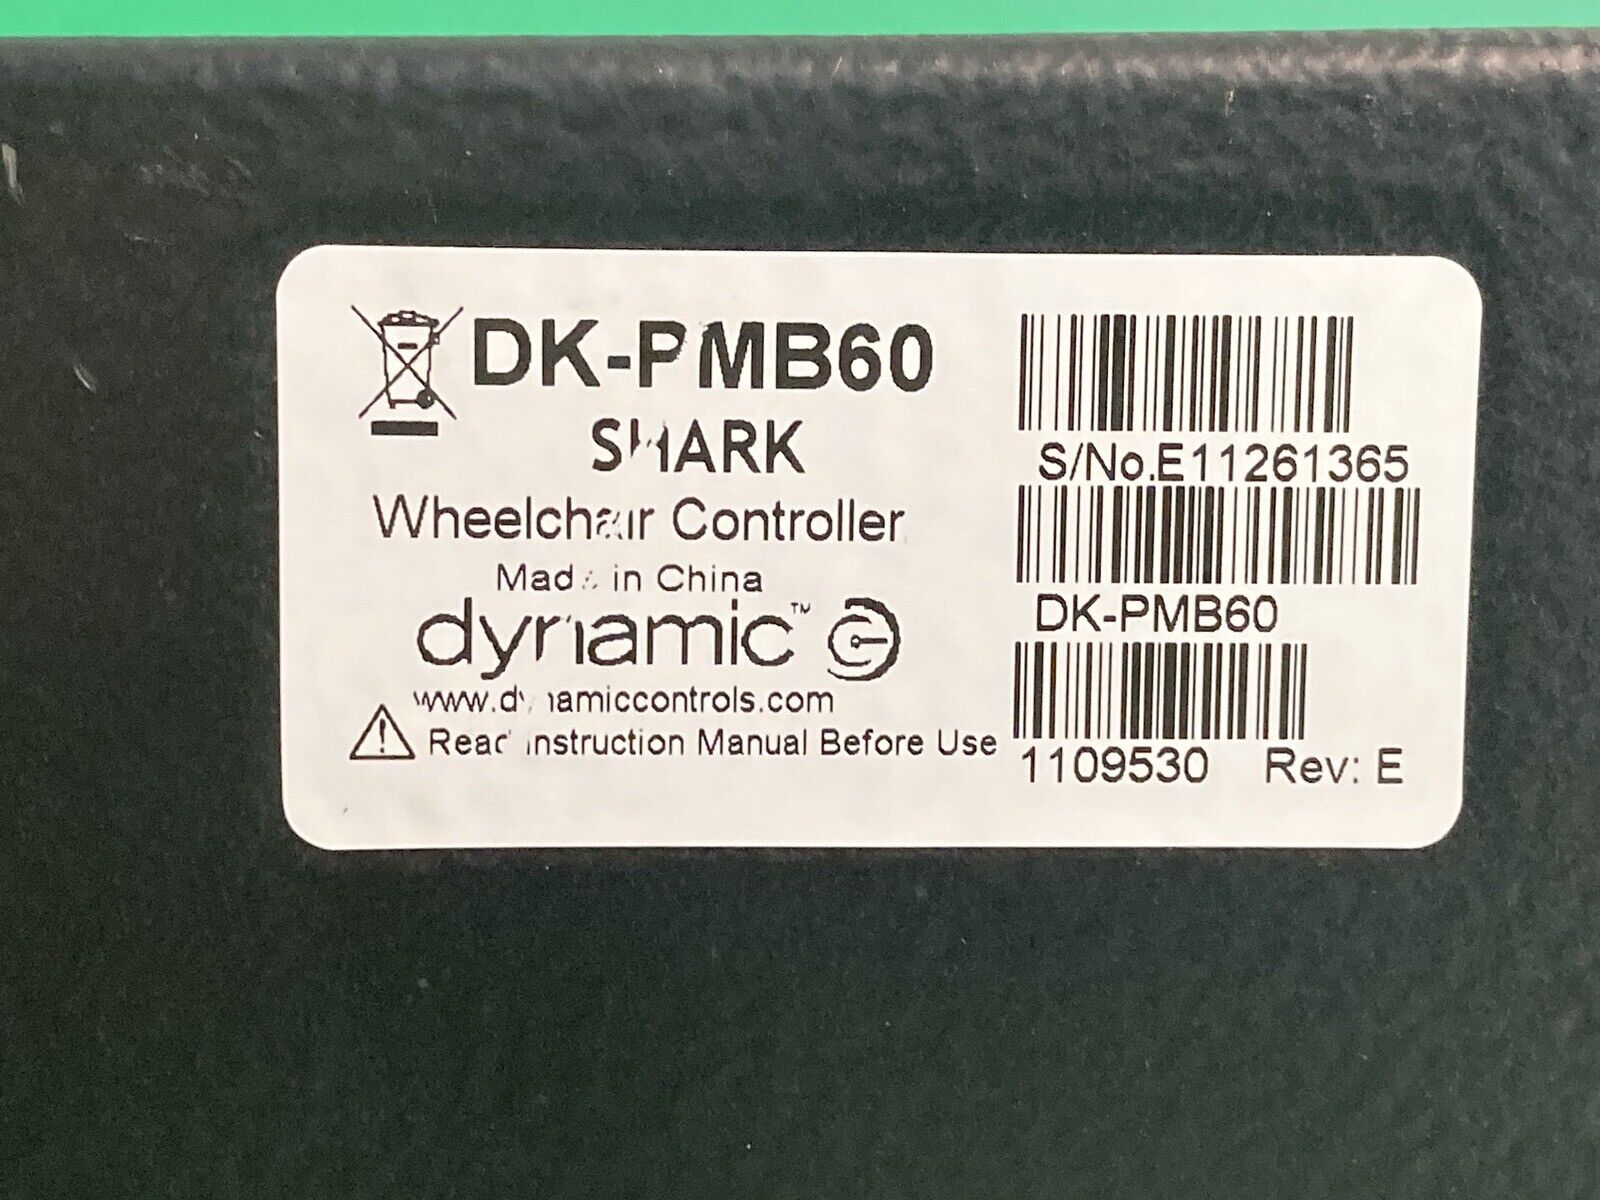 DK-PMB60
SHARK
Wheelchair Controller
Made in China
dynamic™
www.dynamiccontrols.com
Read Instruction Manual Before Use
S/No.E11261365
DK-PMB60
1109530 Rev: E